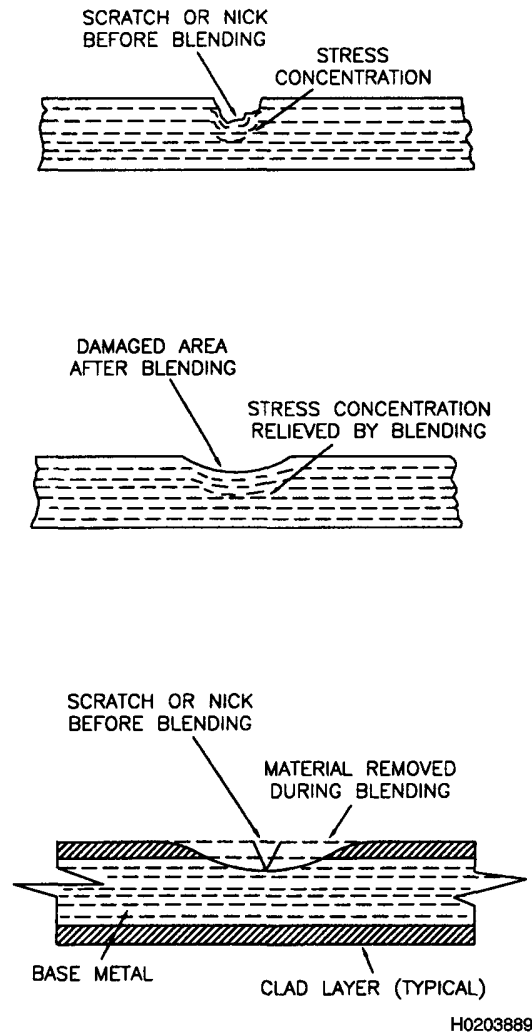 SCRATCH OR NICK
BEFORE BLENDING
STRESS
CONCENTRATION
DAMAGED AREA
AFTER BLENDING
STRESS CONCENTRATION
RELIEVED BY BLENDING
SCRATCH OR NICK
BEFORE BLENDING
MATERIAL REMOVED
DURING BLENDING
BASE METAL
CLAD LAYER (TYPICAL)
H0203889